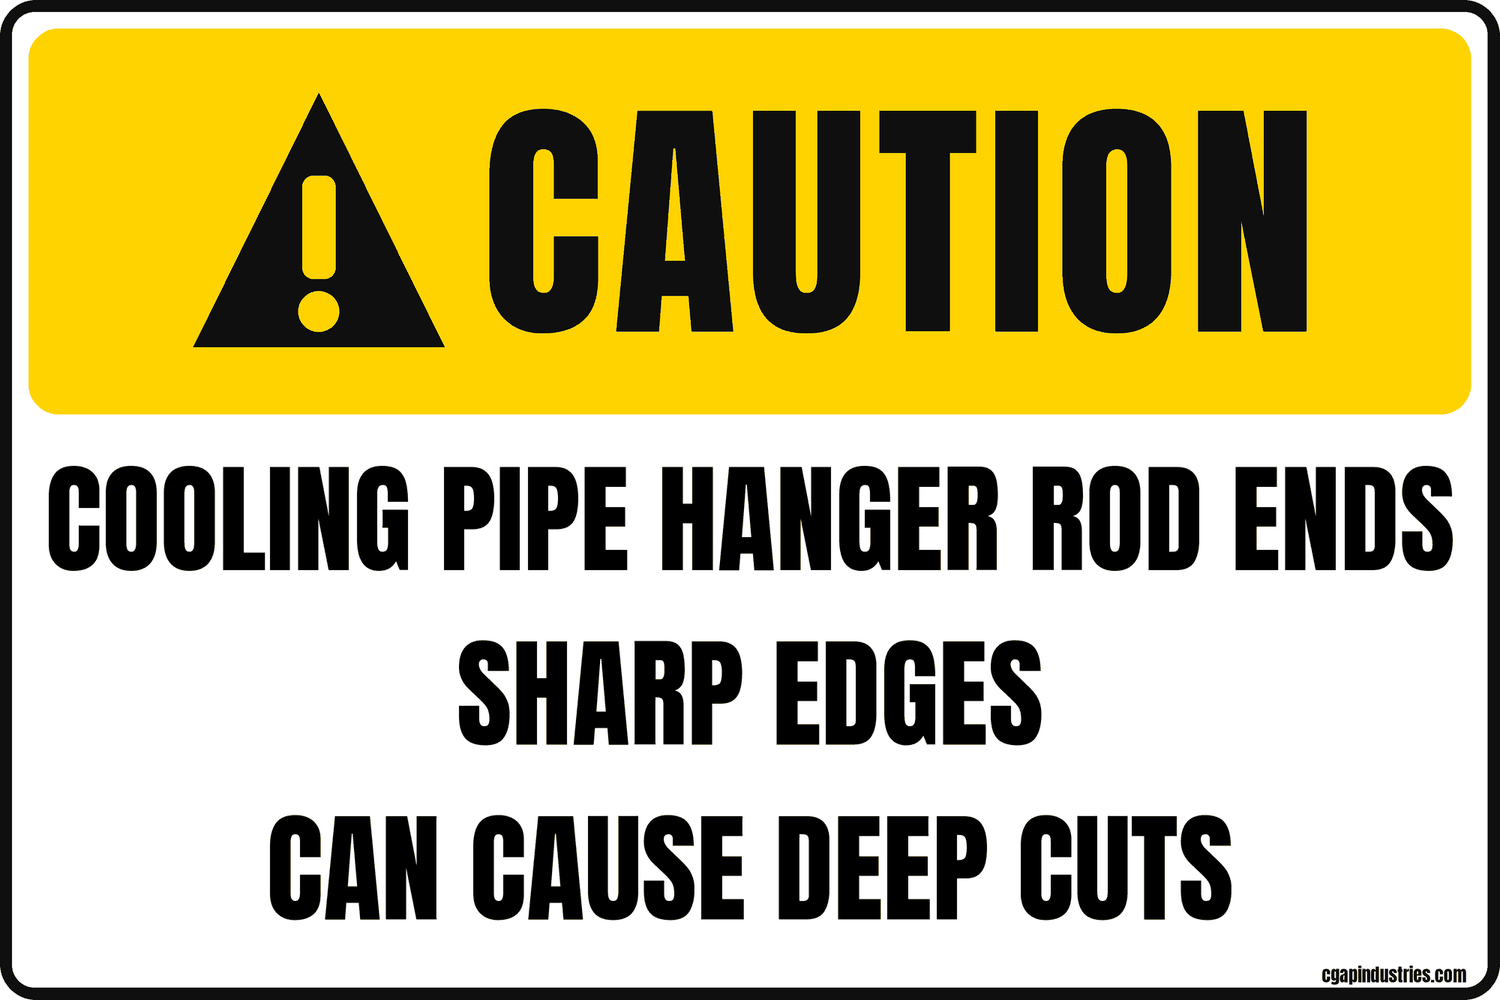 CAUTION
COOLING PIPE HANGER ROD ENDS
SHARP EDGES
CAN CAUSE DEEP CUTS
cgapindustries.com